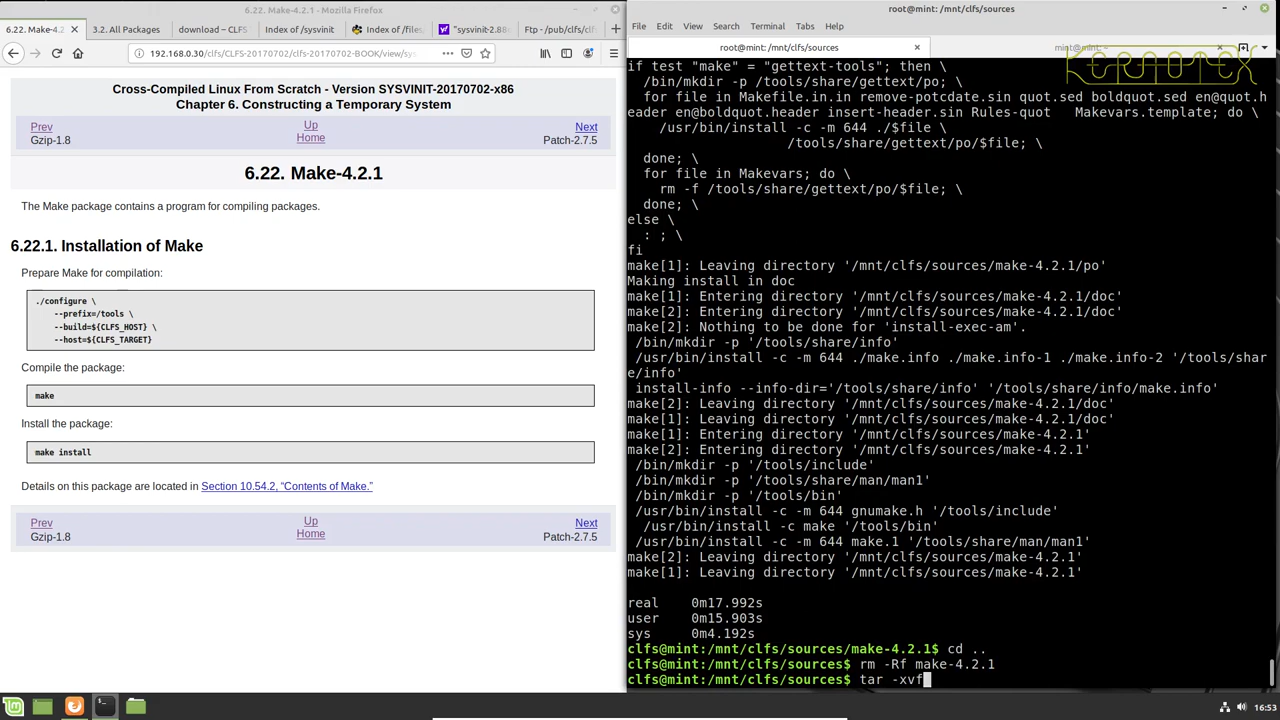 6.22. Make-4.2.1 - Mozilla Firefox
6.22. Make-4.2.
3.2. All Packages
download – CLFS
Index of /sysvinit
Index of /files
"sysvinit-2.88
Ftp - /pub/clfs/clf
192.168.0.30/clfs/CLFS-20170702/clfs-20170702-BOOK/view/sys
Cross-Compiled Linux From Scratch - Version SYSVINIT-20170702-x86
Chapter 6. Constructing a Temporary System
Prev
Up
Next
Gzip-1.8
Home
Patch-2.7.5
6.22. Make-4.2.1
The Make package contains a program for compiling packages.
6.22.1. Installation of Make
Prepare Make for compilation:
./configure \
--prefix=/tools \
--build=${CLFS_HOST} \
--host=${CLFS_TARGET}
Compile the package:
make
Install the package:
make install
Details on this package are located in Section 10.54.2, “Contents of Make.”
Prev
Up
Next
Gzip-1.8
Home
Patch-2.7.5
root@mint: /mnt/clfs/sources
File Edit View Search Terminal Tabs Help
root@mint: /mnt/clfs/sources
root@mint: ~
if test "make" = "gettext-tools"; then \
/bin/mkdir -p /tools/share/gettext/po; \
for file in Makefile.in.in remove-potcdate.sin quot.sed boldquot.sed en@quot.h
eader en@boldquot.header insert-header.sin Rules-quot Makevars.template; do \
/usr/bin/install -c -m 644 ./$file \
/tools/share/gettext/po/$file; \
done; \
for file in Makevars; do \
rm -f /tools/share/gettext/po/$file; \
done; \
else \
: ; \
fi
make[1]: Leaving directory '/mnt/clfs/sources/make-4.2.1/po'
Making install in doc
make[1]: Entering directory '/mnt/clfs/sources/make-4.2.1/doc'
make[2]: Entering directory '/mnt/clfs/sources/make-4.2.1/doc'
make[2]: Nothing to be done for 'install-exec-am'.
/bin/mkdir -p '/tools/share/info'
/usr/bin/install -c -m 644 ./make.info ./make.info-1 ./make.info-2 '/tools/shar
e/info'
install-info --info-dir='/tools/share/info' '/tools/share/info/make.info'
make[2]: Leaving directory '/mnt/clfs/sources/make-4.2.1/doc'
make[1]: Leaving directory '/mnt/clfs/sources/make-4.2.1/doc'
make[1]: Entering directory '/mnt/clfs/sources/make-4.2.1'
make[2]: Entering directory '/mnt/clfs/sources/make-4.2.1'
/bin/mkdir -p '/tools/include'
/bin/mkdir -p '/tools/share/man/man1'
/bin/mkdir -p '/tools/bin'
/usr/bin/install -c -m 644 gnumake.h '/tools/include'
/usr/bin/install -c make '/tools/bin'
/usr/bin/install -c -m 644 make.1 '/tools/share/man/man1'
make[2]: Leaving directory '/mnt/clfs/sources/make-4.2.1'
make[1]: Leaving directory '/mnt/clfs/sources/make-4.2.1'
real 0m17.992s
user 0m15.903s
sys 0m4.192s
clfs@mint:/mnt/clfs/sources/make-4.2.1$ cd ..
clfs@mint:/mnt/clfs/sources$ rm -Rf make-4.2.1
clfs@mint:/mnt/clfs/sources$ tar -xvf
16:53